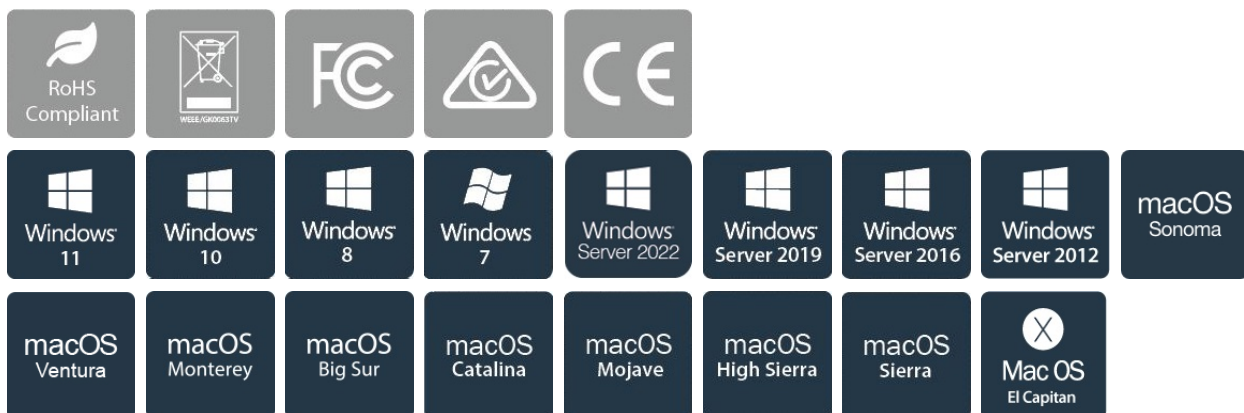 RoHS
Compliant
WEEE/GK0083TV
FC
CE
Windows
11
Windows
10
Windows
8
Windows
7
Windows
Server 2022
Windows
Server 2019
Windows
Server 2016
Windows
Server 2012
macOS
Sonoma
macOS
Ventura
macOS
Monterey
macOS
Big Sur
macOS
Catalina
macOS
Mojave
macOS
High Sierra
macOS
Sierra
X
Mac OS
El Capitan